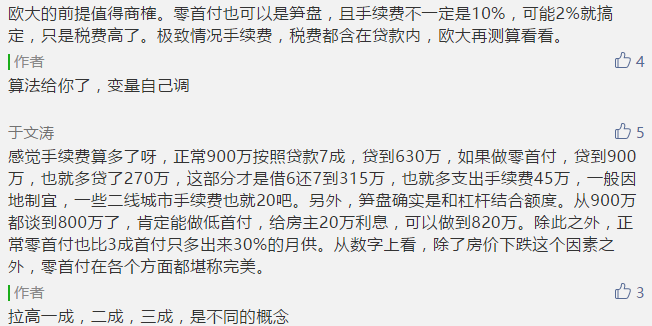 欧大的前提值得商榷。零首付也可以是笋盘，且手续费不一定是10%，可能2%就搞
定，只是税费高了。极致情况手续费，税费都含在贷款内，欧大再测算看看。
作者
4
算法给你了，变量自己调
于文涛
5
感觉手续费算多了呀，正常900万按照贷款7成，贷到630万，如果做零首付，贷到900
万，也就多贷了270万，这部分才是借6还7到315万，也就多支出手续费45万，一般因
地制宜，一些二线城市手续费也就20吧。另外，笋盘确实是和杠杆结合额度。从900万
都谈到800万了，肯定能做低首付，给房主20万利息，可以做到820万。除此之外，正
常零首付也比3成首付只多出来30%的月供。从数字上看，除了房价下跌这个因素之
外，零首付在各个方面都堪称完美。
作者
3
拉高一成，二成，三成，是不同的概念